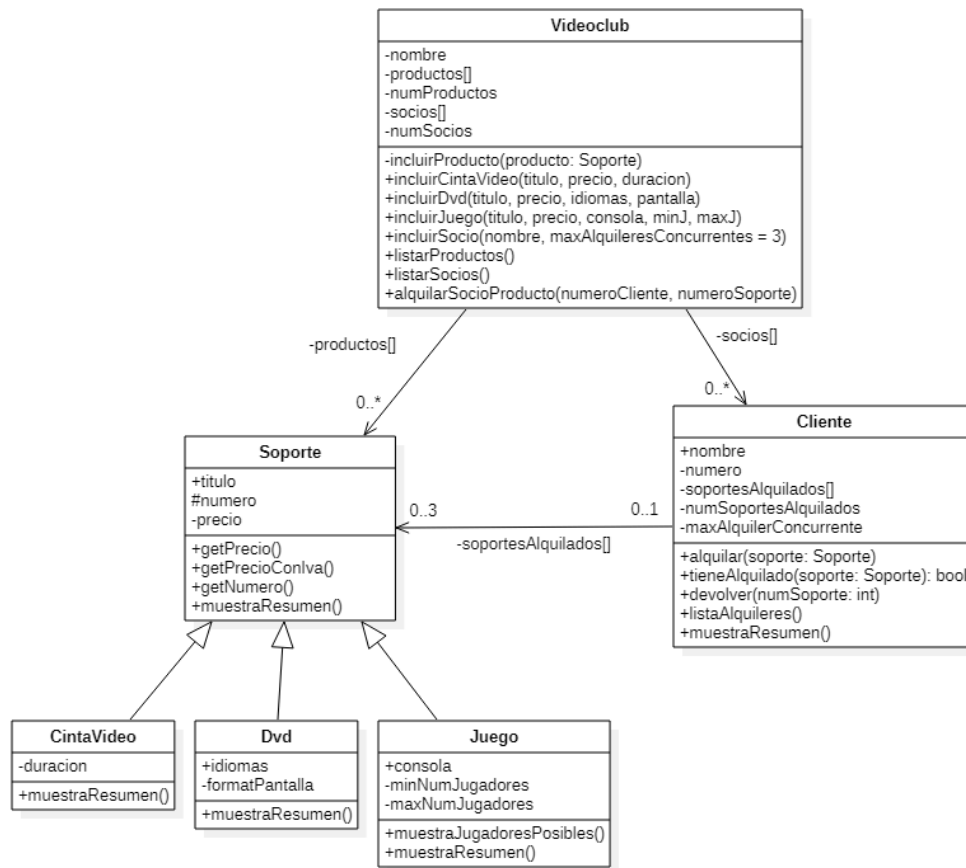 Videoclub
-nombre
-productos[]
-numProductos
-socios[]
-numSocios
-incluirProducto(producto: Soporte)
+incluirCintaVideo(titulo, precio, duracion)
+incluirDvd(titulo, precio, idiomas, pantalla)
+incluirJuego(titulo, precio, consola, minJ, maxJ)
+incluirSocio(nombre, maxAlquileresConcurrentes = 3)
+listarProductos()
+listarSocios()
+alquilarSocioProducto(numeroCliente, numeroSoporte)
-productos[]
0..*
-socios[]
0..*
Soporte
+titulo
#numero
-precio
+getPrecio()
+getPrecioConIva()
+getNumero()
+muestraResumen()
0..3
0..1
-soportesAlquilados[]
Cliente
+nombre
-numero
-soportesAlquilados[]
-numSoportesAlquilados
-maxAlquilerConcurrente
+alquilar(soporte: Soporte)
+tieneAlquilado(soporte: Soporte): bool
+devolver(numSoporte: int)
+listaAlquileres()
+muestraResumen()
CintaVideo
-duracion
+muestraResumen()
Dvd
+idiomas
-formatPantalla
+muestraResumen()
Juego
+consola
-minNumJugadores
-maxNumJugadores
+muestraJugadoresPosibles()
+muestraResumen()